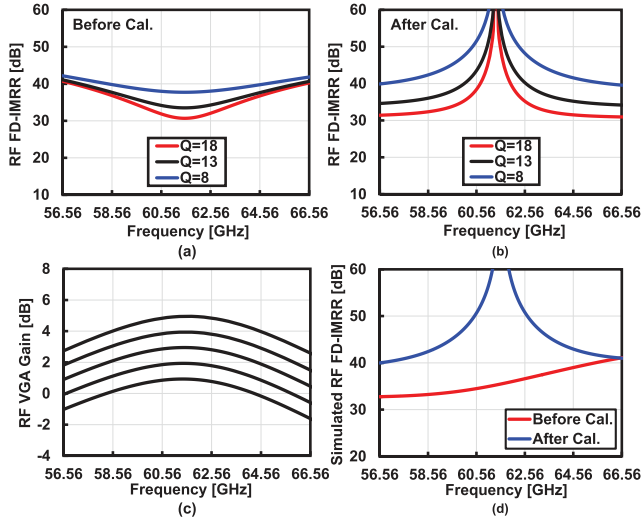 60
50
40
30
20
10
RF FD-IMRR [dB]
Before Cal.
Q=18
Q=13
Q=8
56.56 58.56 60.56 62.56 64.56 66.56
Frequency [GHz]
(a)
60
50
40
30
20
10
RF FD-IMRR [dB]
After Cal.
Q=18
Q=13
Q=8
56.56 58.56 60.56 62.56 64.56 66.56
Frequency [GHz]
(b)
8
6
4
2
0
-2
-4
RF VGA Gain [dB]
56.56 58.56 60.56 62.56 64.56 66.56
Frequency [GHz]
(c)
60
50
40
30
20
Simulated RF FD-IMRR [dB]
Before Cal.
After Cal.
56.56 58.56 60.56 62.56 64.56 66.56
Frequency [GHz]
(d)